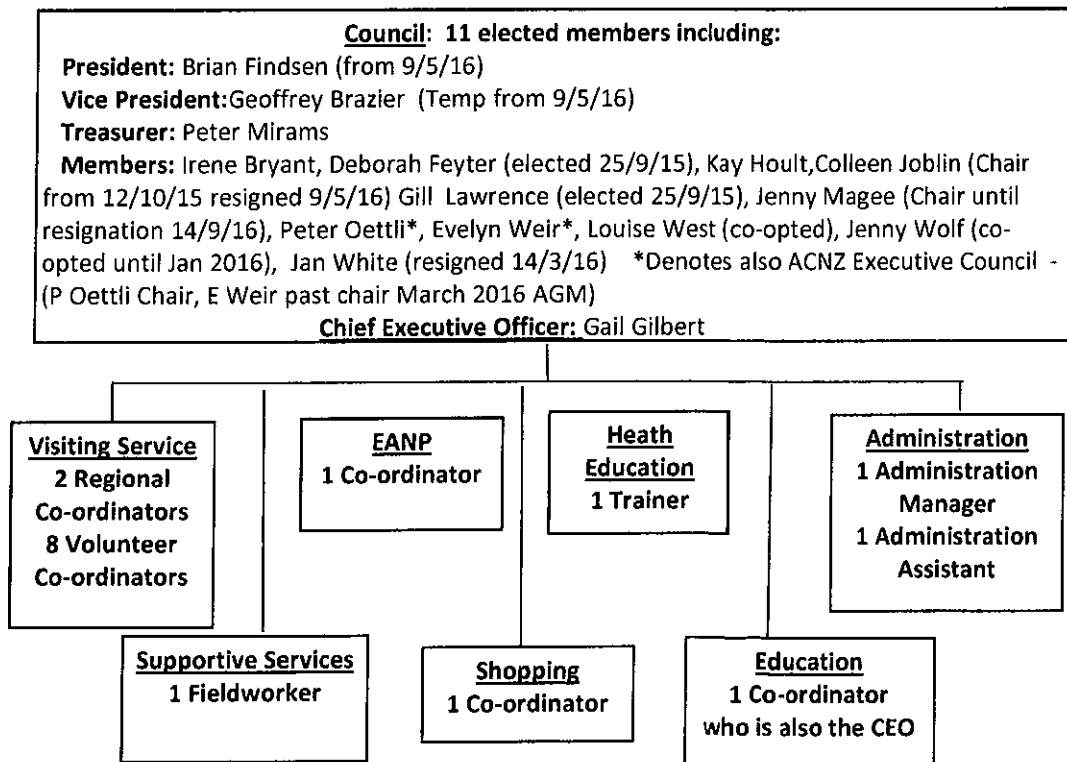 Council: 11 elected members including:
President: Brian Findsen (from 9/5/16)
Vice President:Geoffrey Brazier (Temp from 9/5/16)
Treasurer: Peter Mirams
Members: Irene Bryant, Deborah Feyter (elected 25/9/15), Kay Hoult,Colleen Joblin (Chair
from 12/10/15 resigned 9/5/16) Gill Lawrence (elected 25/9/15), Jenny Magee (Chair until
resignation 14/9/16), Peter Oettli*, Evelyn Weir*, Louise West (co-opted), Jenny Wolf (co-
opted until Jan 2016), Jan White (resigned 14/3/16) *Denotes also ACNZ Executive Council -
(P Oettli Chair, E Weir past chair March 2016 AGM)
Chief Executive Officer: Gail Gilbert
Visiting Service
2 Regional
Co-ordinators
8 Volunteer
Co-ordinators
EANP
1 Co-ordinator
Heath
Education
1 Trainer
Administration
1 Administration
Manager
1 Administration
Assistant
Supportive Services
1 Fieldworker
Shopping
1 Co-ordinator
Education
1 Co-ordinator
who is also the CEO